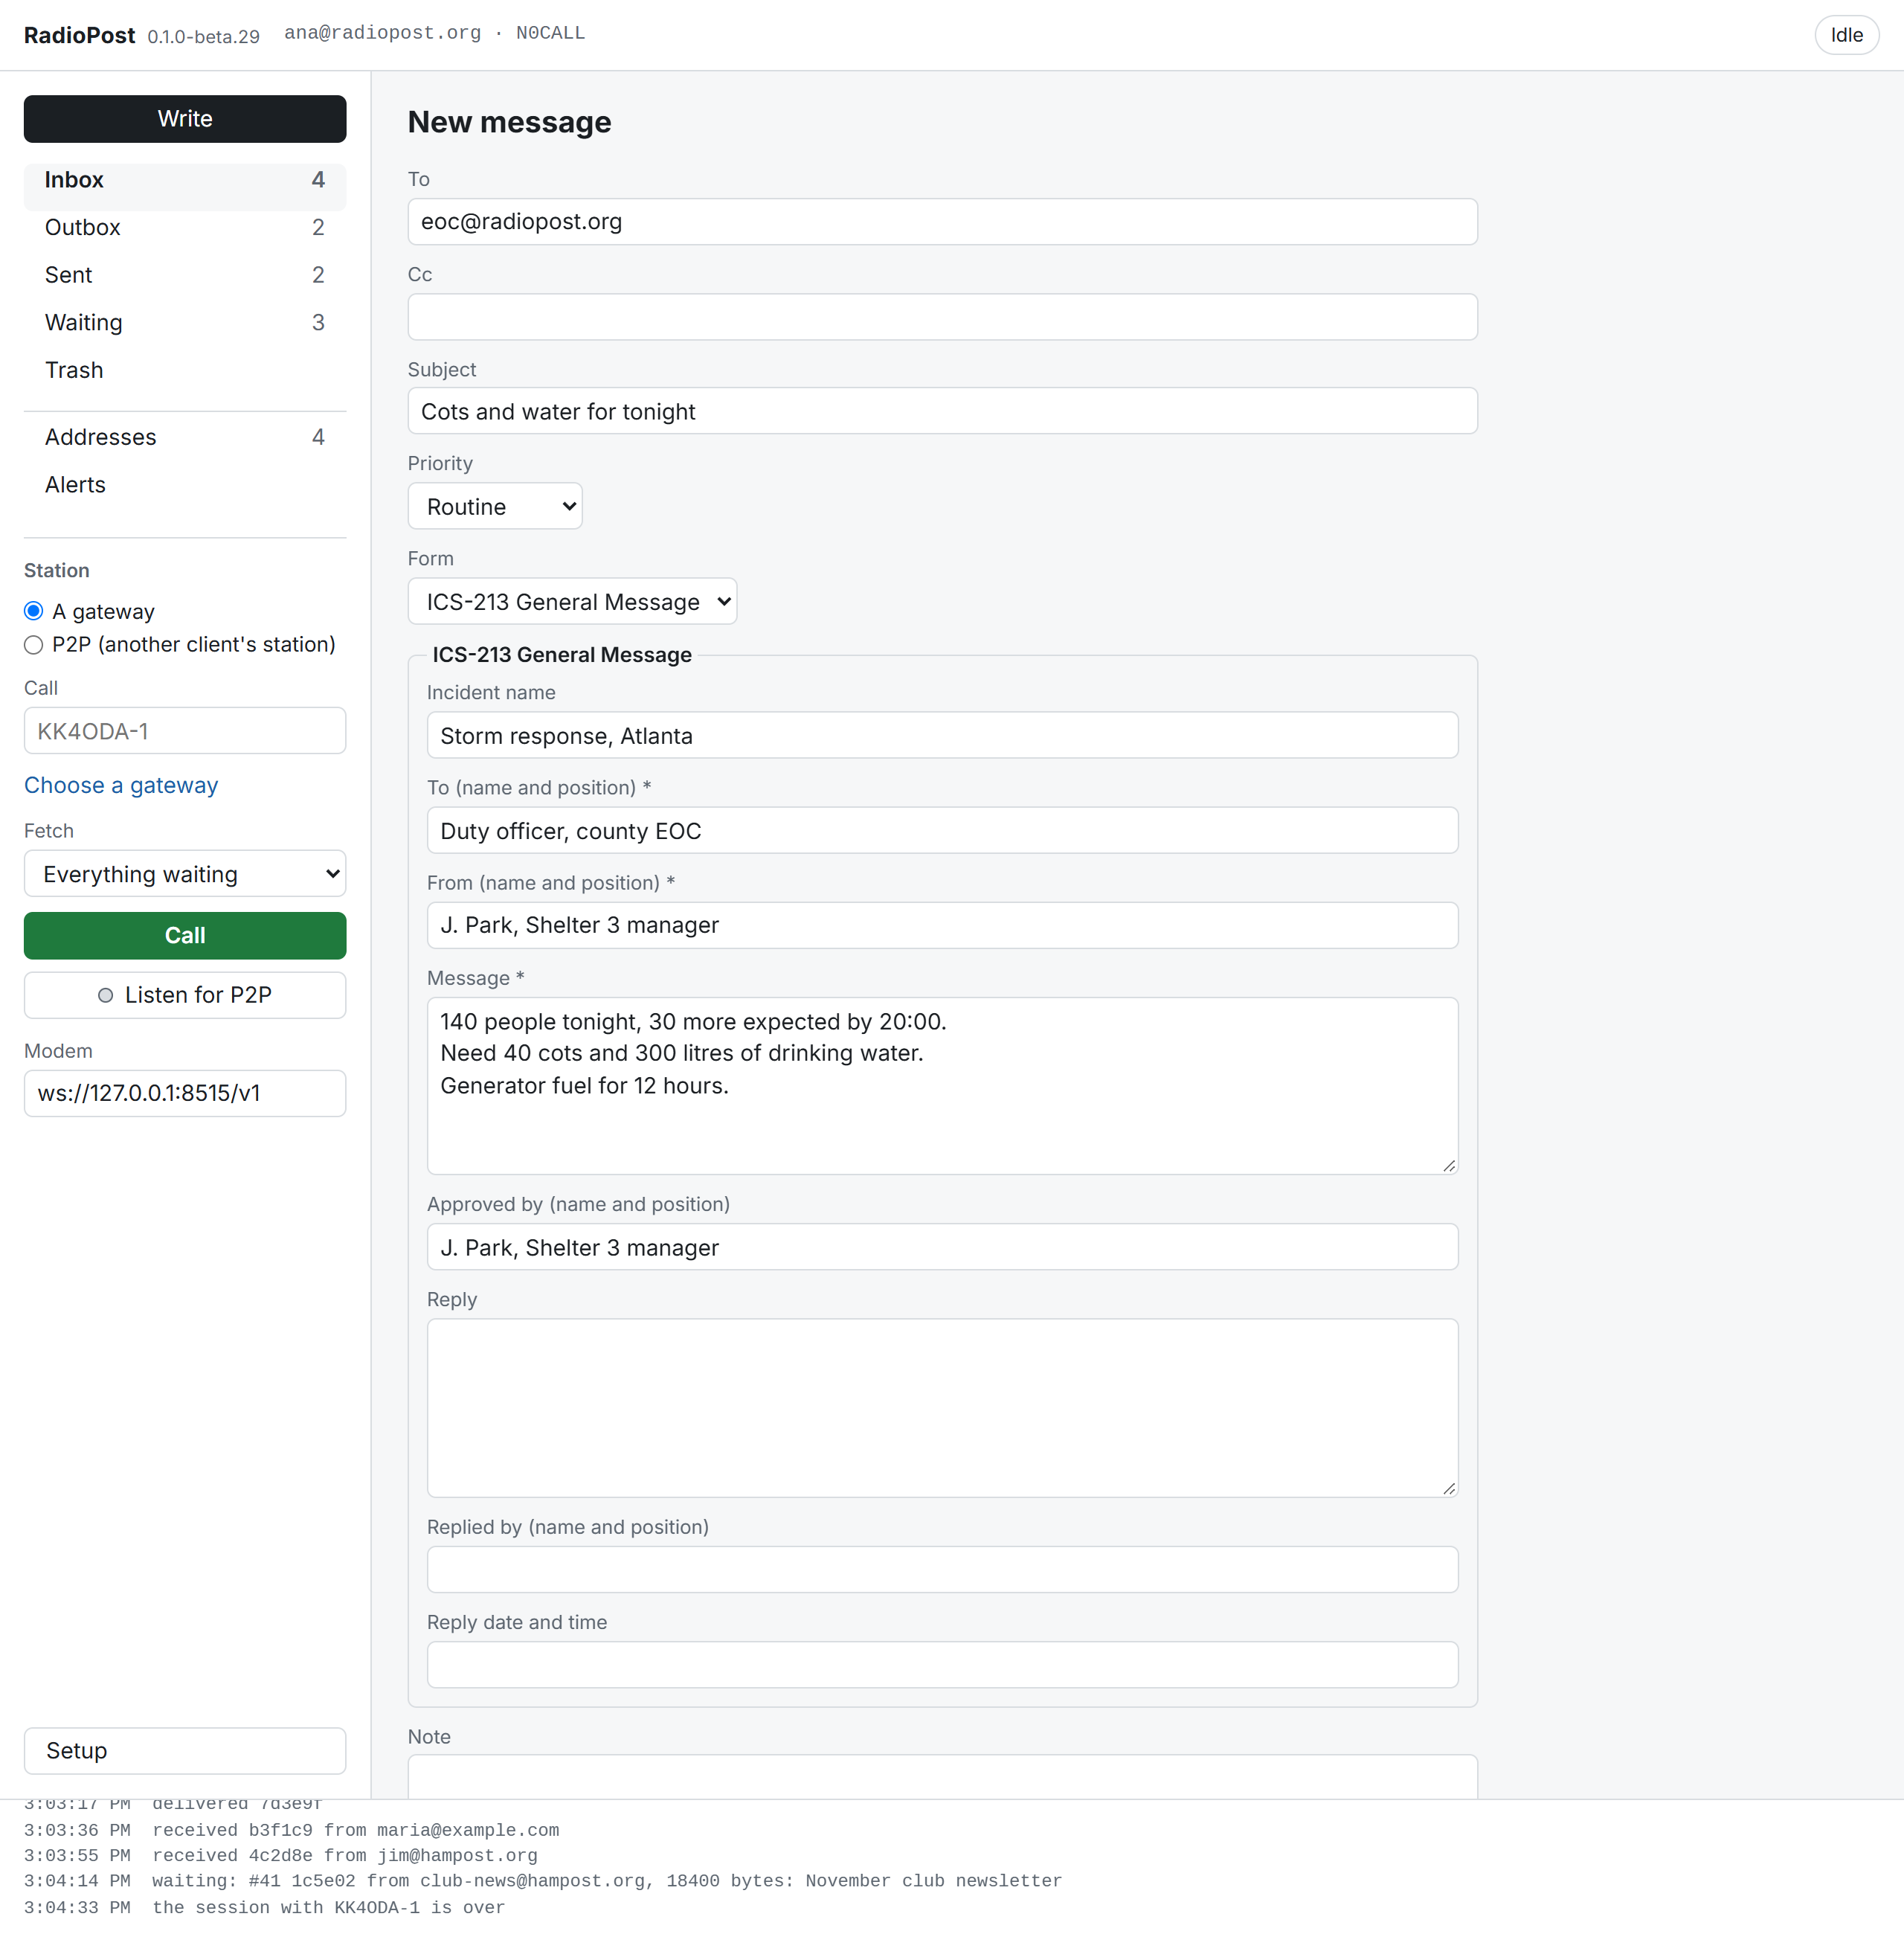 RadioPost 0.1.0-beta.29 ana@radiopost.org · N0CALL
Idle
Write
Inbox 4
Outbox 2
Sent 2
Waiting 3
Trash
Addresses 4
Alerts
Station
A gateway
P2P (another client's station)
Call
KK4ODA-1
Choose a gateway
Fetch
Everything waiting
Call
Listen for P2P
Modem
ws://127.0.0.1:8515/v1
Setup
New message
To
eoc@radiopost.org
Cc
Subject
Cots and water for tonight
Priority
Routine
Form
ICS-213 General Message
ICS-213 General Message
Incident name
Storm response, Atlanta
To (name and position) *
Duty officer, county EOC
From (name and position) *
J. Park, Shelter 3 manager
Message *
140 people tonight, 30 more expected by 20:00.
Need 40 cots and 300 litres of drinking water.
Generator fuel for 12 hours.
Approved by (name and position)
J. Park, Shelter 3 manager
Reply
Replied by (name and position)
Reply date and time
Note
3:03:17 PM delivered 7d3e9f
3:03:36 PM received b3f1c9 from maria@example.com
3:03:55 PM received 4c2d8e from jim@hampost.org
3:04:14 PM waiting: #41 1c5e02 from club-news@hampost.org, 18400 bytes: November club newsletter
3:04:33 PM the session with KK4ODA-1 is over